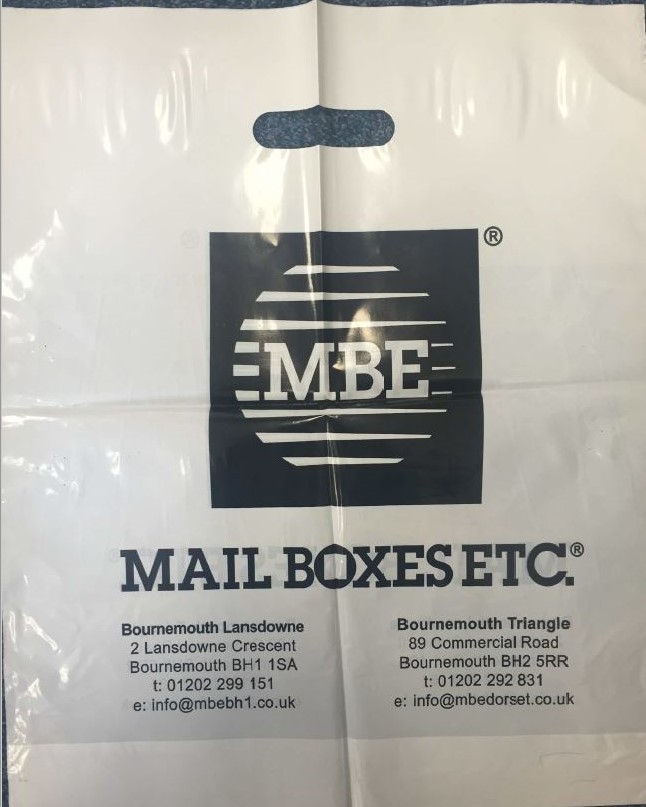 ®
MBE
MAIL BOXES ETC.®
Bournemouth Lansdowne
2 Lansdowne Crescent
Bournemouth BH1 1SA
t: 01202 299 151
e: info@mbebh1.co.uk
Bournemouth Triangle
89 Commercial Road
Bournemouth BH2 5RR
t: 01202 292 831
e: info@mbedorset.co.uk